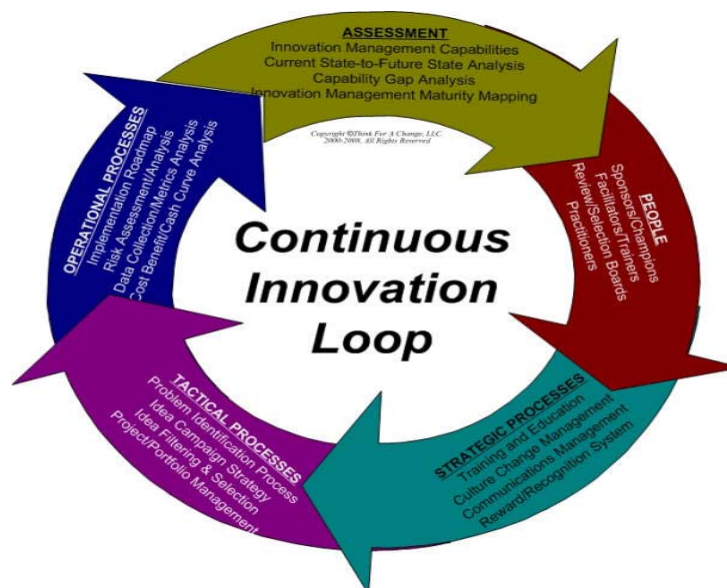 ASSESSMENT
Innovation Management Capabilities
Current State-to-Future State Analysis
Capability Gap Analysis
Innovation Management Maturity Mapping
Copyright ©Think For A Change, LLC.
2000-2008, All Rights Reserved
PEOPLE
Sponsors/Champions
Facilitators/Trainers
Review/Selection Boards
Practitioners
STRATEGIC PROCESSES
Training and Education
Culture Change Management
Communications Management
Reward/Recognition System
TACTICAL PROCESSES
Problem Identification Process
Idea Campaign Strategy
Idea Filtering & Selection
Project/Portfolio Management
OPERATIONAL PROCESSES
Implementation Roadmap
Risk Assessment/Analysis
Data Collection/Metrics Analysis
Cost Benefit/Cash Curve Analysis
Continuous
Innovation
Loop